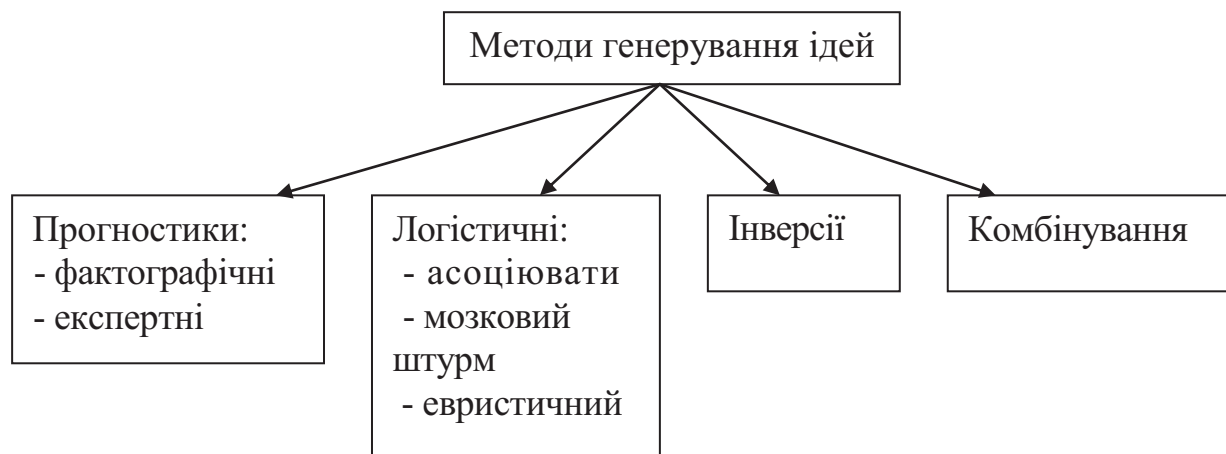 Методи генерування ідей
Прогностики:
- фактографічні
- експертні
Логістичні:
- асоціювати
- мозковий
штурм
- евристичний
Інверсії
Комбінування